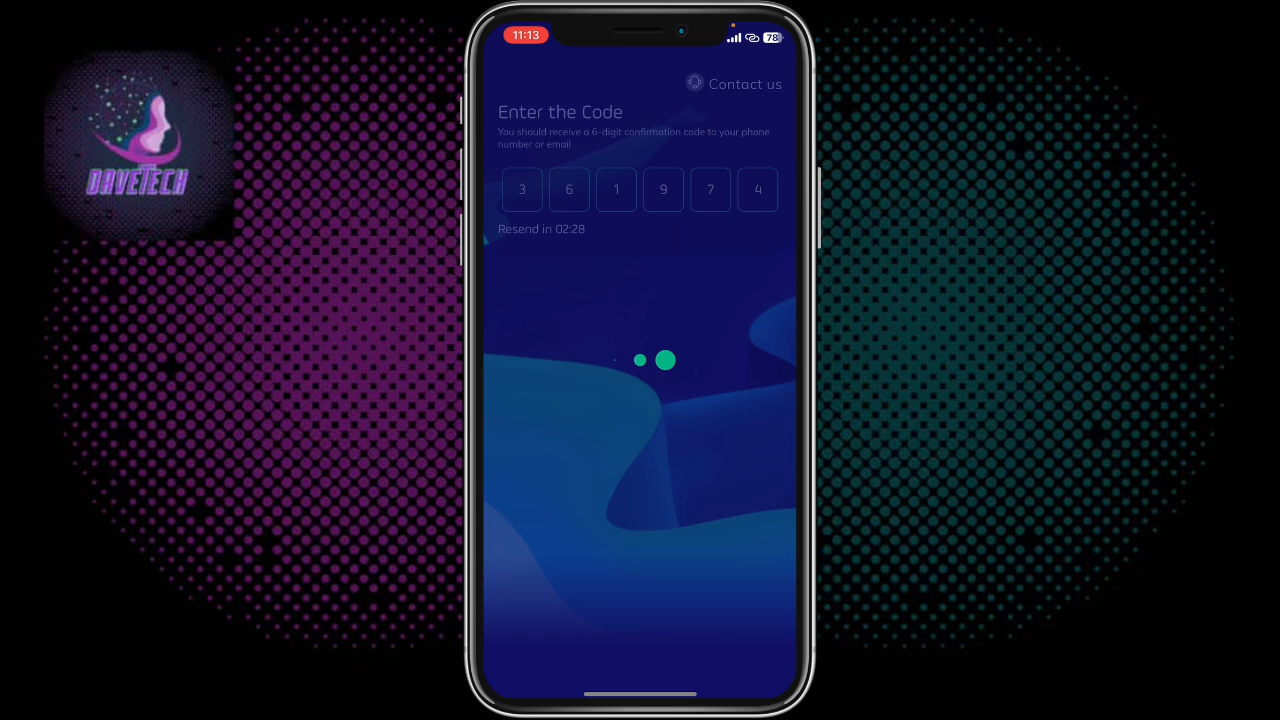 DAVETECH
11:13
78
Contact us
Enter the Code
You should receive a 6-digit confirmation code to your phone
number or email
3 6 1 9 7 4
Resend in 02:28